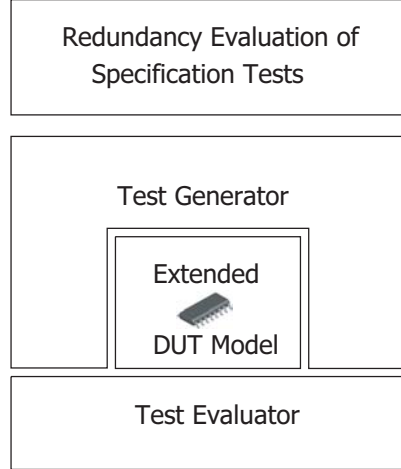 Redundancy Evaluation of
Specification Tests
Test Generator
Extended
DUT Model
Test Evaluator